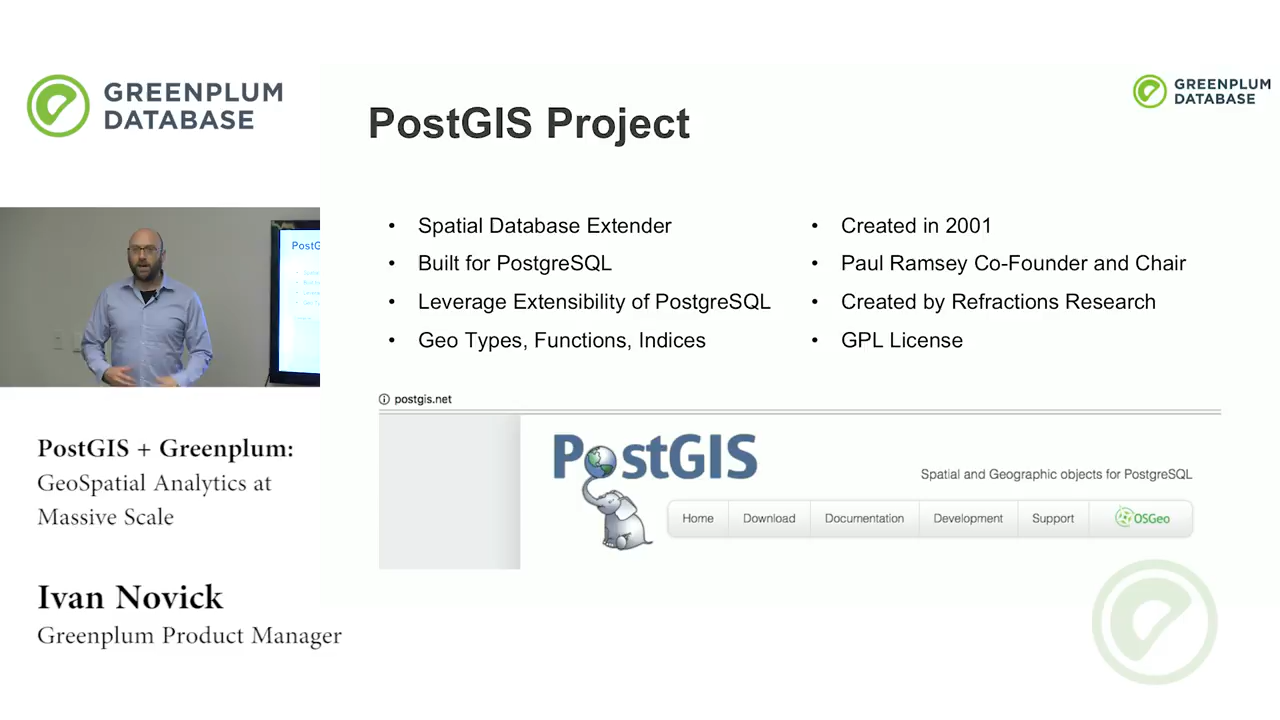 GREENPLUM
DATABASE
GREENPLUM
DATABASE
PostGIS Project
• Spatial Database Extender
• Built for PostgreSQL
• Leverage Extensibility of PostgreSQL
• Geo Types, Functions, Indices
• Created in 2001
• Paul Ramsey Co-Founder and Chair
• Created by Refractions Research
• GPL License
PostG
postgis.net
PostGIS
Spatial and Geographic objects for PostgreSQL
Home Download Documentation Development Support OSGeo
PostGIS + Greenplum:
GeoSpatial Analytics at
Massive Scale
Ivan Novick
Greenplum Product Manager